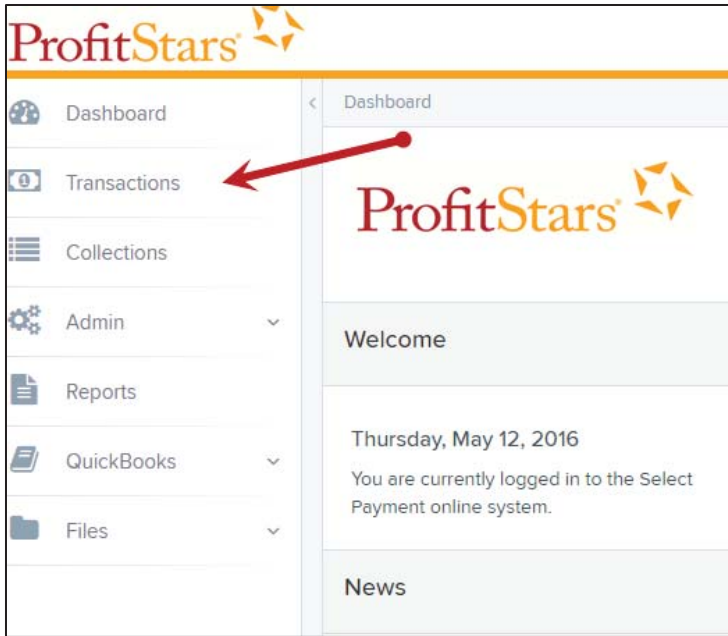 ProfitStars
Dashboard
Transactions
Collections
Admin
Reports
QuickBooks
Files
Dashboard
ProfitStars
Welcome
Thursday, May 12, 2016
You are currently logged in to the Select
Payment online system.
News